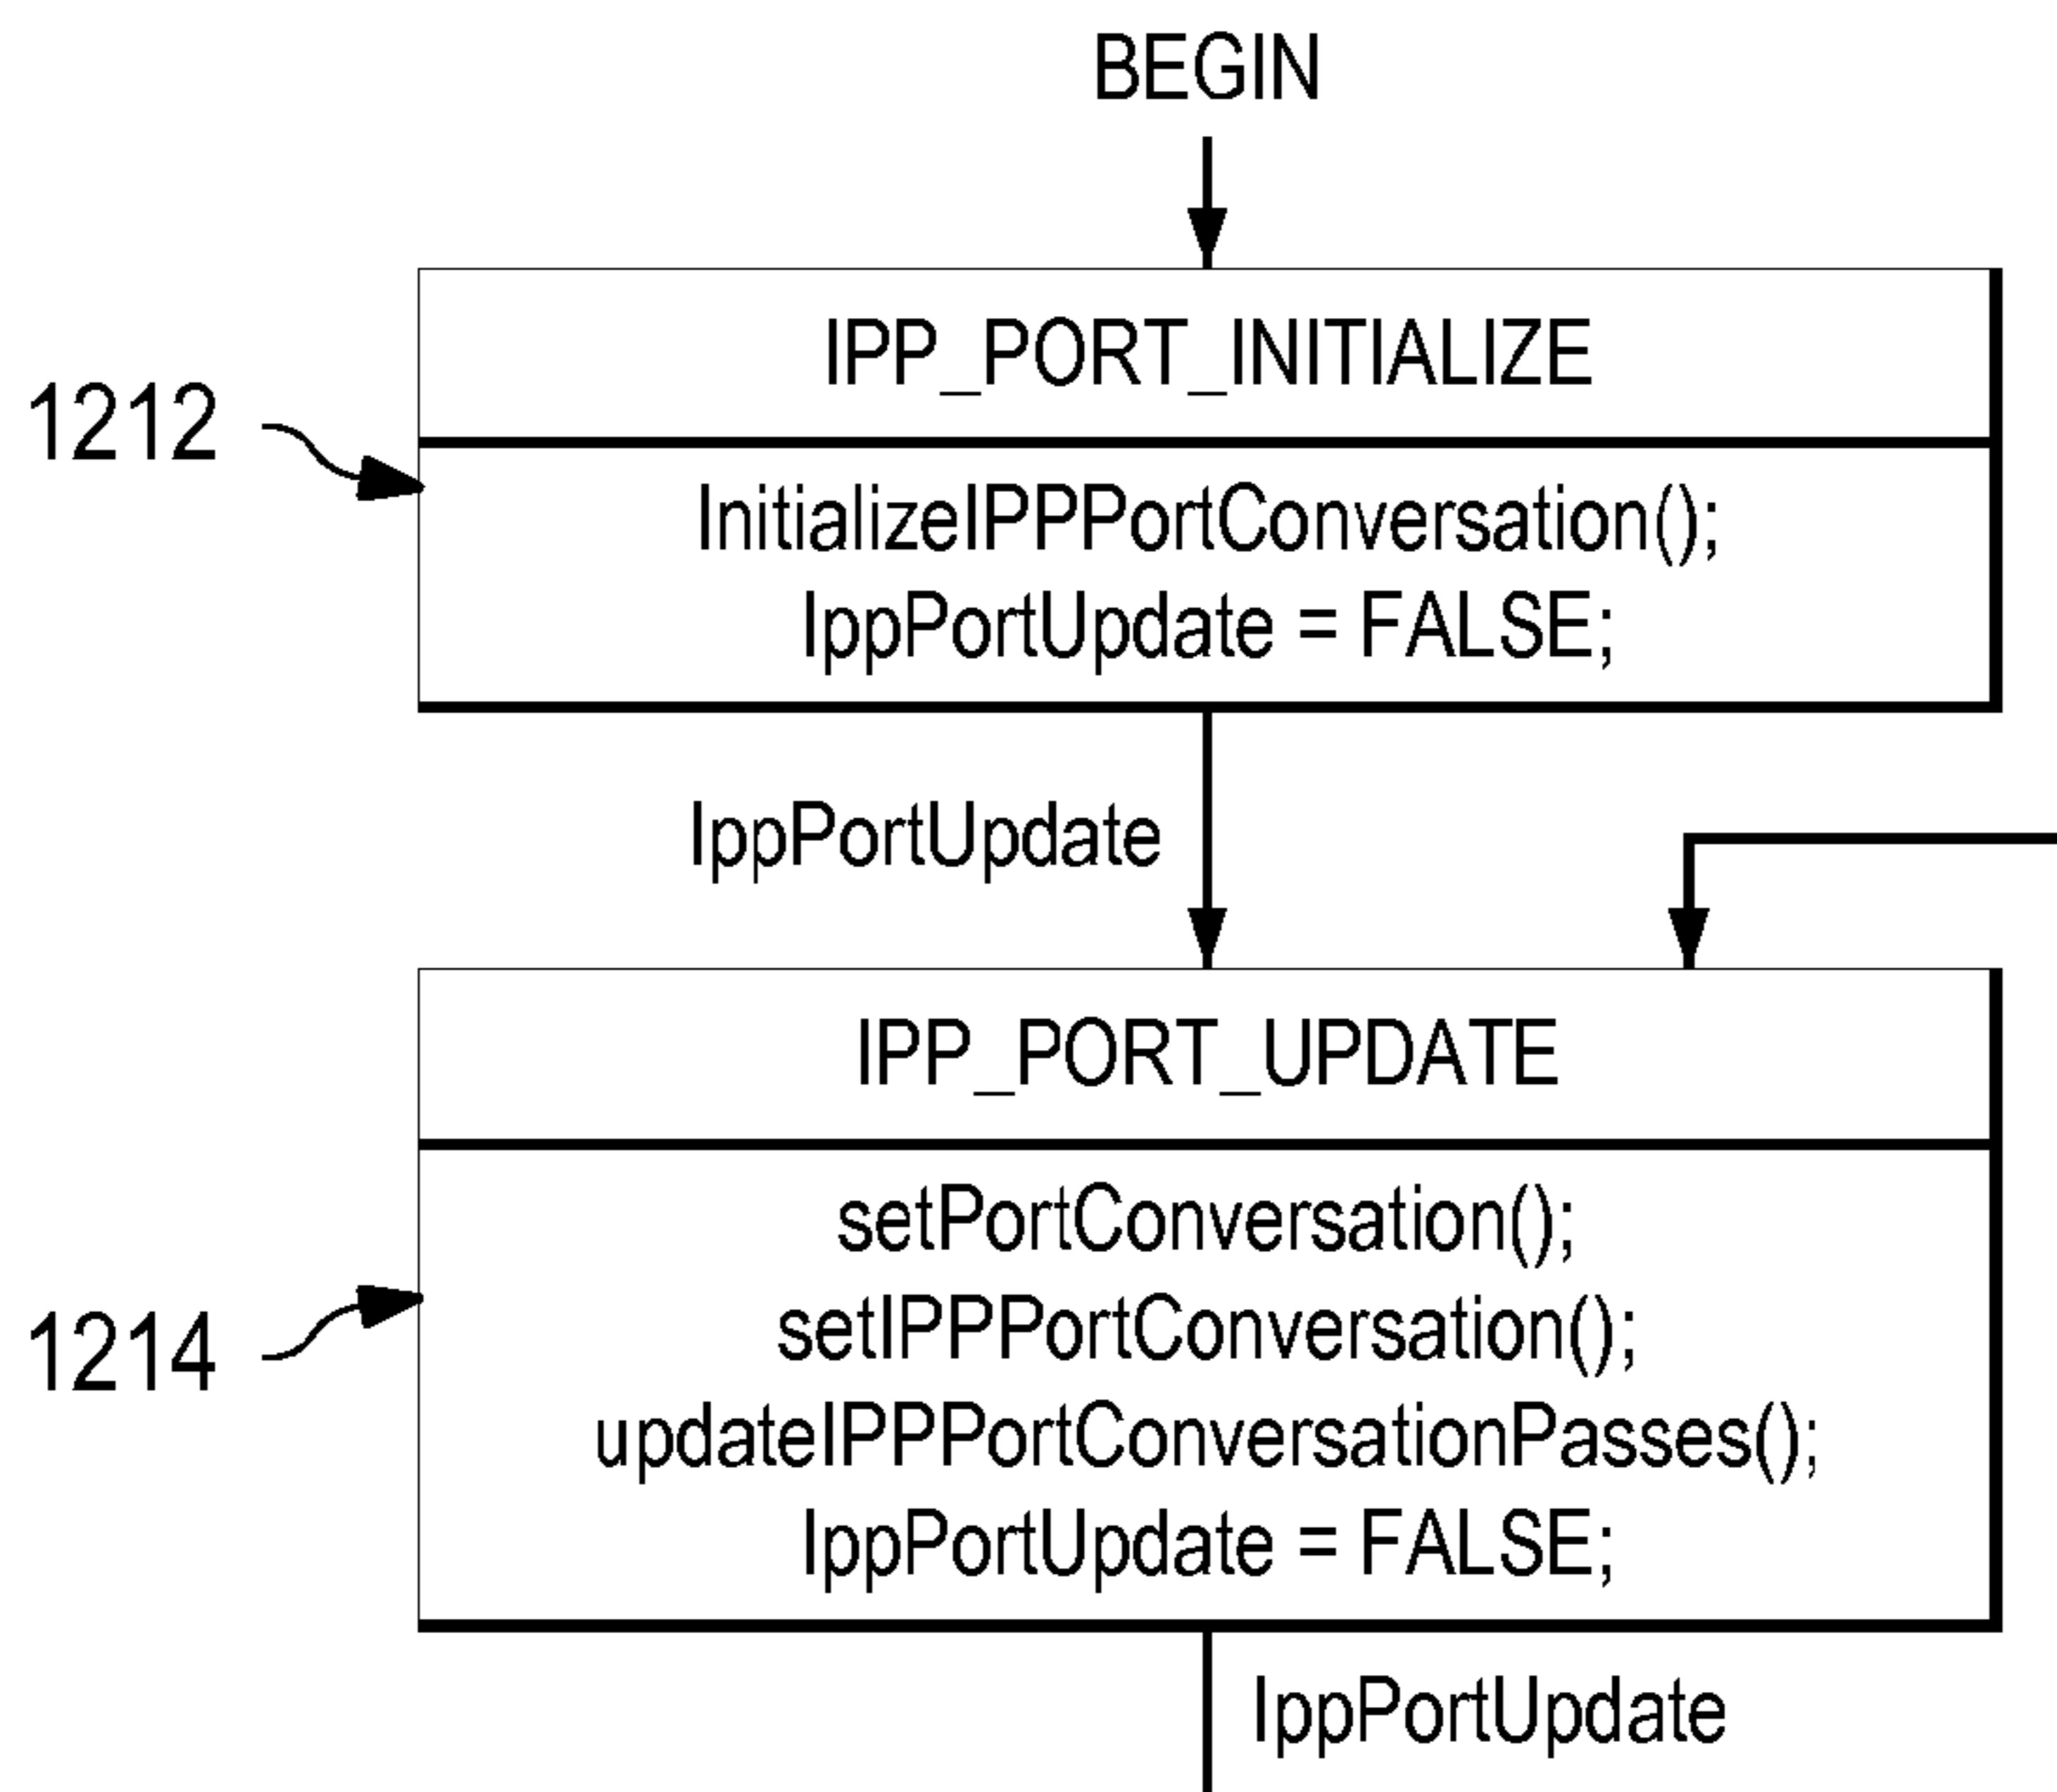 BEGIN
IPP_PORT_INITIALIZE
1212
InitializeIPPPortConversation();
IppPortUpdate = FALSE;
IppPortUpdate
IPP_PORT_UPDATE
setPortConversation();
1214
setIPPPortConversation();
updateIPPPortConversationPasses();
IppPortUpdate = FALSE;
IppPortUpdate